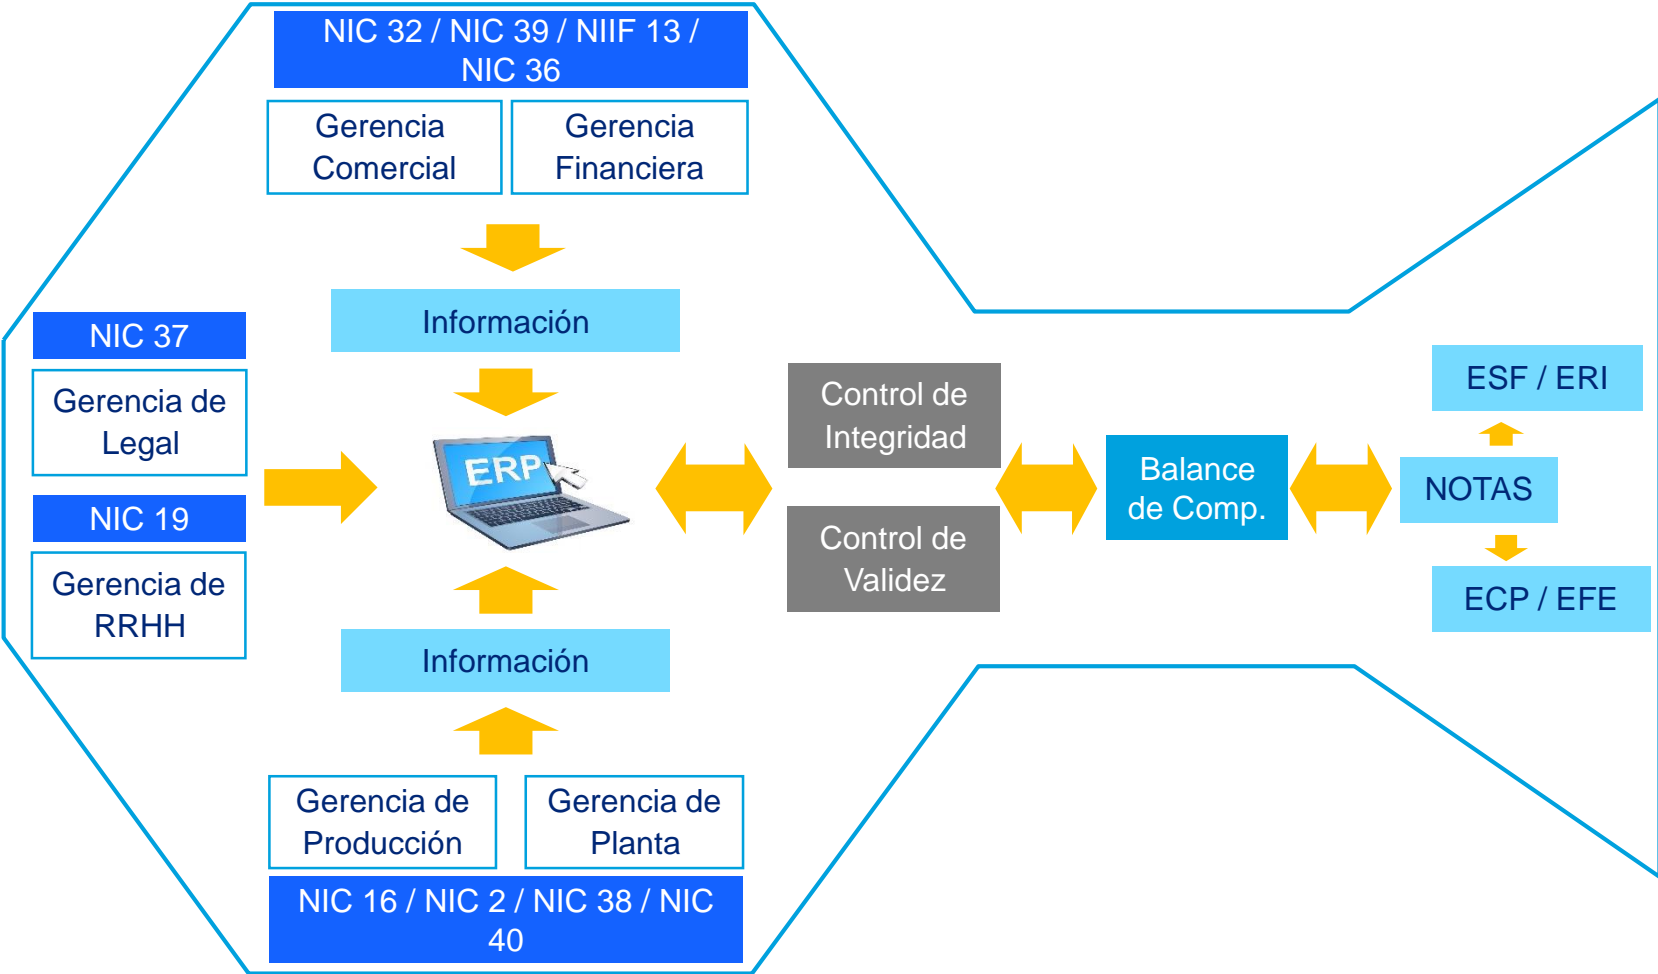 NIC 32 / NIC 39 / NIIF 13 /
NIC 36
Gerencia
Comercial
Gerencia
Financiera
Información
NIC 37
Gerencia de
Legal
NIC 19
Gerencia de
RRHH
ERP
Información
Gerencia de
Producción
Gerencia de
Planta
NIC 16 / NIC 2 / NIC 38 / NIC
40
Control de
Integridad
Control de
Validez
Balance
de Comp.
ESF / ERI
NOTAS
ECP / EFE